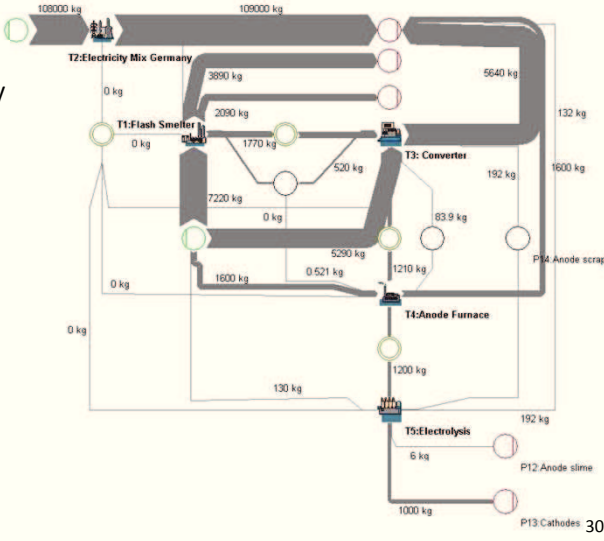 108000 kg
109000 kg
T2:Electricity Mix Germany
3890 kg
5640 kg
0 kg
2090 kg
132 kg
T1:Flash Smelter
0 kg
1770 kg
T3: Converter
520 kg
192 kg
1600 kg
7220 kg
0 kg
83.9 kg
5290 kg
P14:Anode scrap
1600 kg
0.521 kg
1210 kg
0 kg
T4:Anode Furnace
0 kg
1200 kg
130 kg
192 kg
T5:Electrolysis
6 kg
P12:Anode slime
1000 kg
P13:Cathodes
30